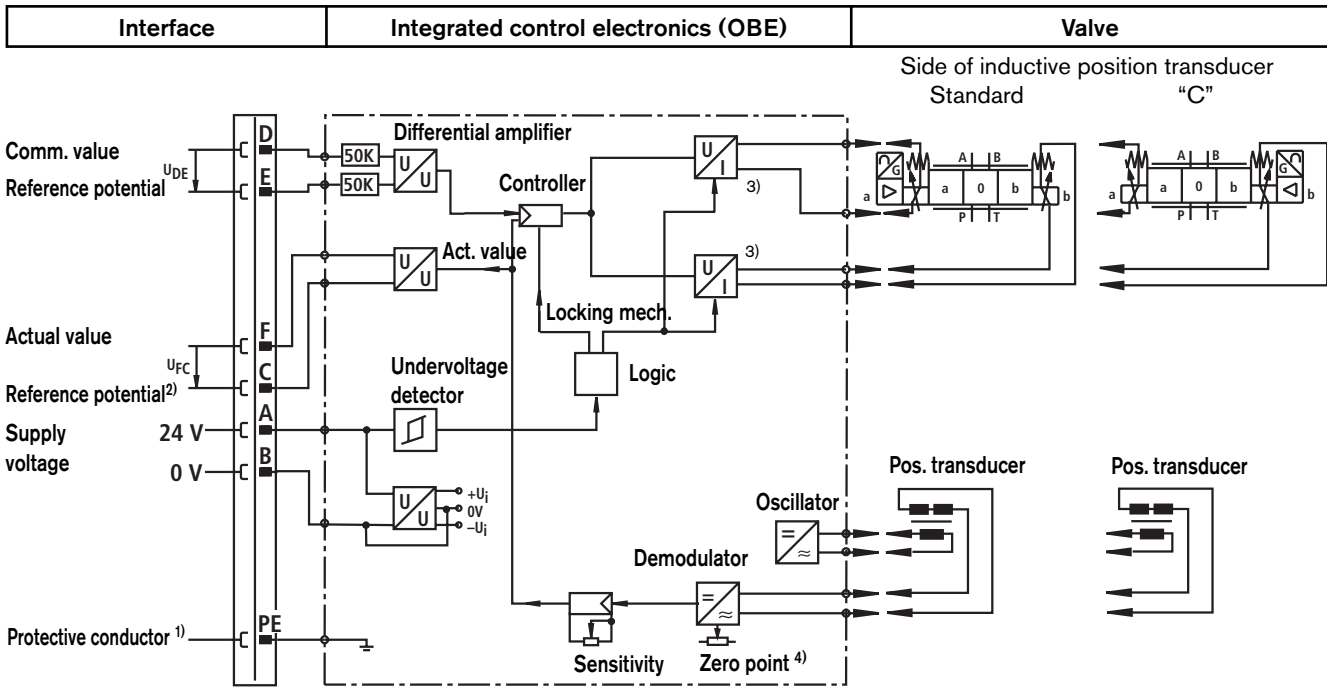 Interface
Integrated control electronics (OBE)
Valve
Side of inductive position transducer
Standard
“C”
Comm. value
Reference potential
UDE
D
E
50K
50K
Differential amplifier
U
U
Controller
U
I
3)
U
I
3)
Act. value
U
U
Locking mech.
Logic
G
a
A
B
a
0
b
P
T
b
a
A
B
a
0
b
P
T
G
b
Actual value
UFC
Reference potential2)
F
C
A
B
Supply
voltage
24 V
0 V
Undervoltage
detector
U
U
+Ui
0V
−Ui
Oscillator
=
≈
Pos. transducer
Pos. transducer
Demodulator
=
≈
Protective conductor 1)
PE
Sensitivity
Zero point 4)